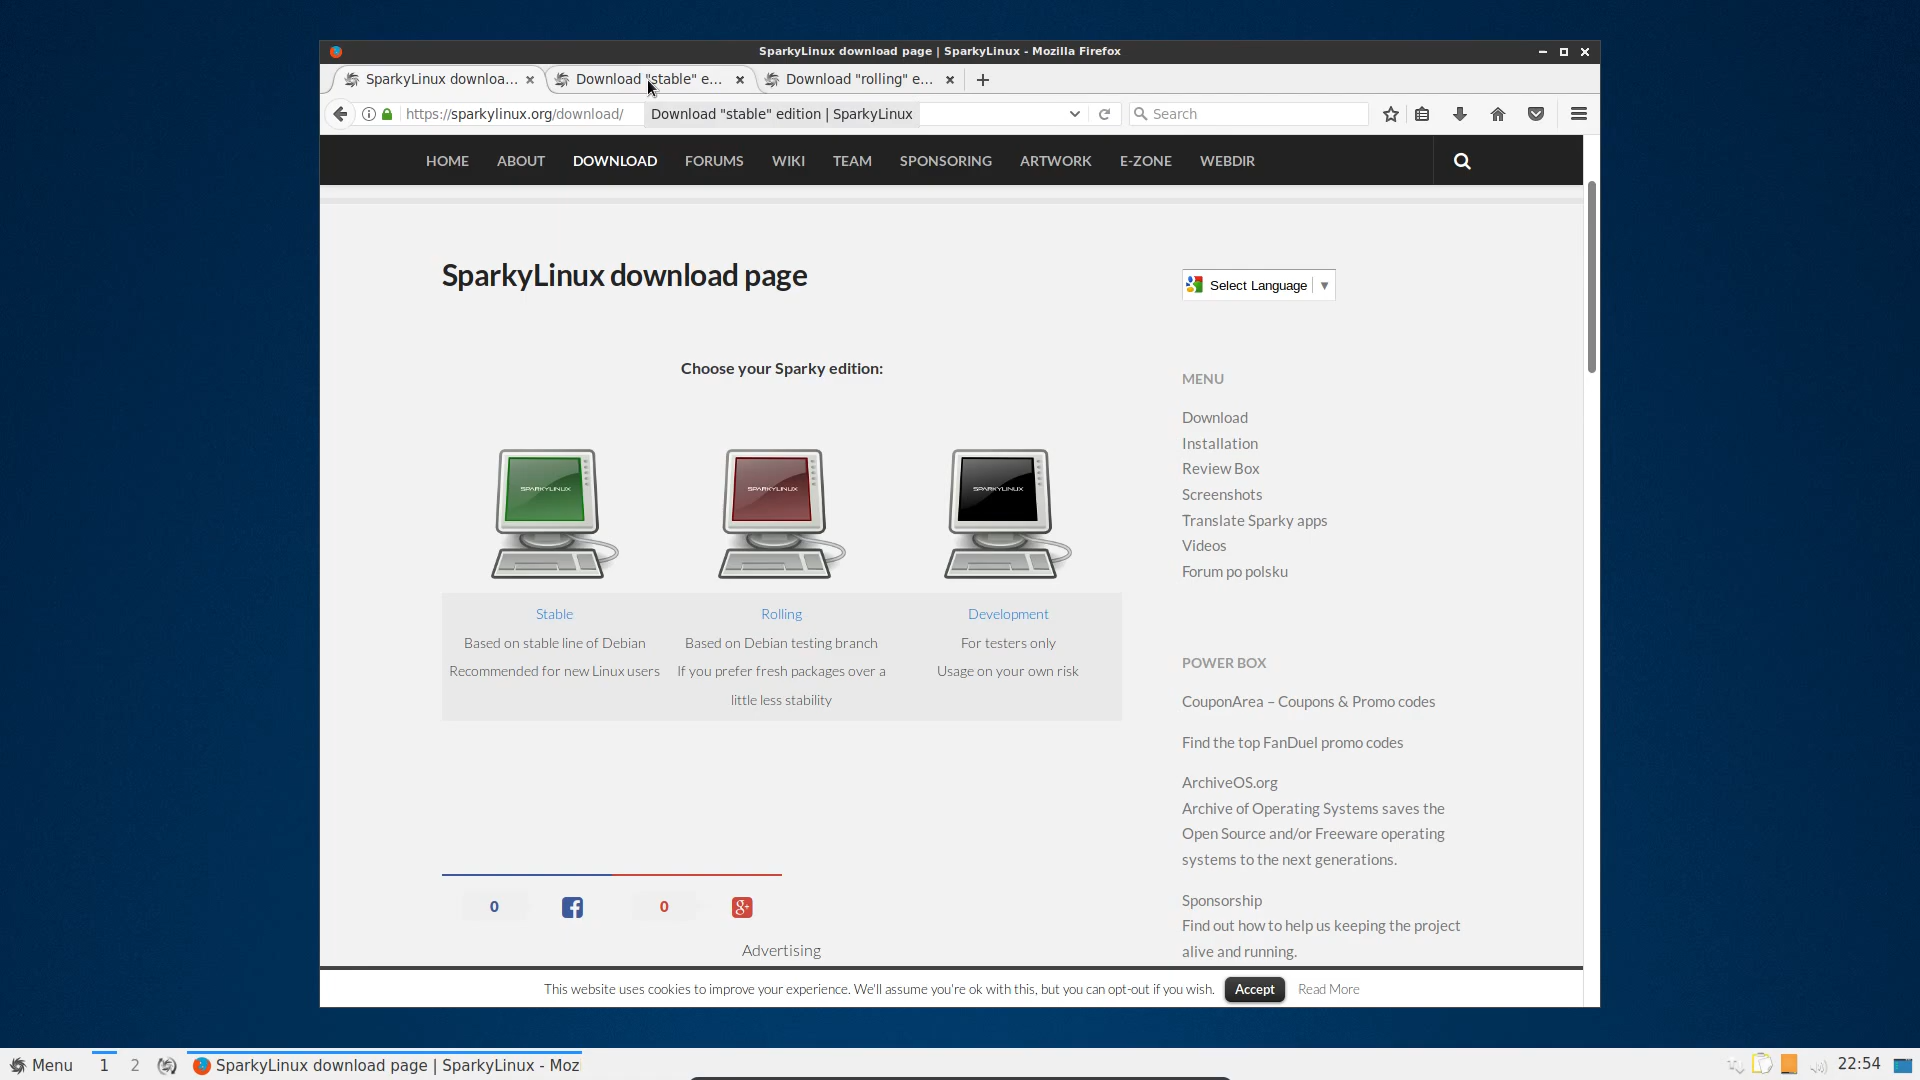 SparkyLinux download page | SparkyLinux - Mozilla Firefox
SparkyLinux downloa...
Download "stable" e...
Download "rolling" e...
https://sparkylinux.org/download/
Download "stable" edition | SparkyLinux
Search
HOME ABOUT DOWNLOAD FORUMS WIKI TEAM SPONSORING ARTWORK E-ZONE WEBDIR
SparkyLinux download page
Select Language
Choose your Sparky edition:
SPARKYLINUX
SPARKYLINUX
SPARKYLINUX
Stable
Based on stable line of Debian
Recommended for new Linux users
Rolling
Based on Debian testing branch
If you prefer fresh packages over a
little less stability
Development
For testers only
Usage on your own risk
0
0
g+
Advertising
MENU
Download
Installation
Review Box
Screenshots
Translate Sparky apps
Videos
Forum po polsku
POWER BOX
CouponArea – Coupons & Promo codes
Find the top FanDuel promo codes
ArchiveOS.org
Archive of Operating Systems saves the
Open Source and/or Freeware operating
systems to the next generations.
Sponsorship
Find out how to help us keeping the project
alive and running.
This website uses cookies to improve your experience. We'll assume you're ok with this, but you can opt-out if you wish.
Accept
Read More
Menu
1
2
SparkyLinux download page | SparkyLinux - Moz
22:54